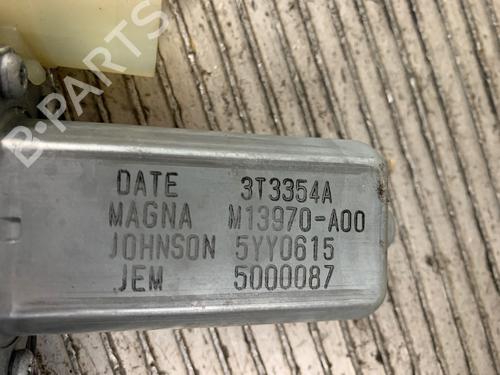 B-PARTS
DATE 3T3354A
MAGNA M13970-A00
JOHNSON 5YY0615
JEM 5000087